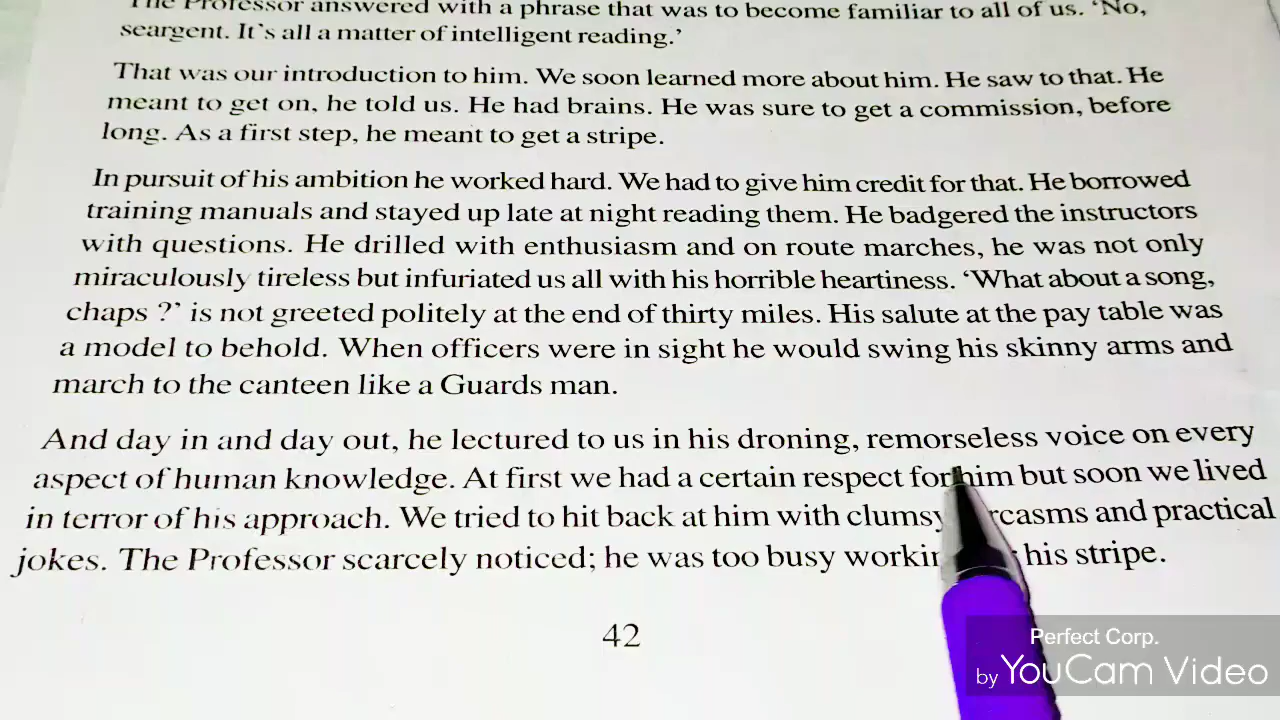 The Professor answered with a phrase that was to become familiar to all of us. 'No,
seargent. It's all a matter of intelligent reading.'
That was our introduction to him. We soon learned more about him. He saw to that. He
meant to get on, he told us. He had brains. He was sure to get a commission, before
long. As a first step, he meant to get a stripe.
In pursuit of his ambition he worked hard. We had to give him credit for that. He borrowed
training manuals and stayed up late at night reading them. He badgered the instructors
with questions. He drilled with enthusiasm and on route marches, he was not only
miraculously tireless but infuriated us all with his horrible heartiness. 'What about a song,
chaps ?' is not greeted politely at the end of thirty miles. His salute at the pay table was
a model to behold. When officers were in sight he would swing his skinny arms and
march to the canteen like a Guards man.
And day in and day out, he lectured to us in his droning, remorseless voice on every
aspect of human knowledge. At first we had a certain respect for him but soon we lived
in terror of his approach. We tried to hit back at him with clumsy and practical
jokes. The Professor scarcely noticed; he was too busy his stripe.
42
Perfect Corp.
by YouCam Video